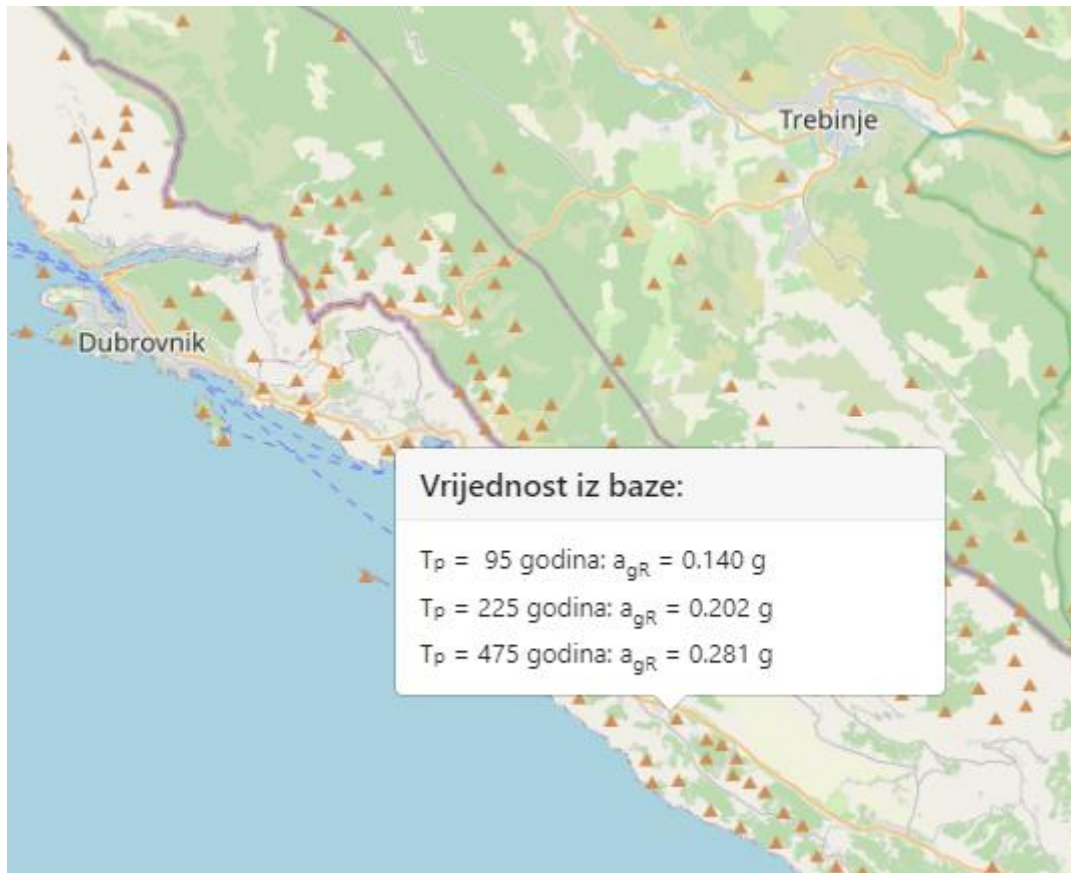 Trebinje
Dubrovnik
Vrijednost iz baze:
Tp = 95 godina: agR = 0.140 g
Tp = 225 godina: agR = 0.202 g
Tp = 475 godina: agR = 0.281 g